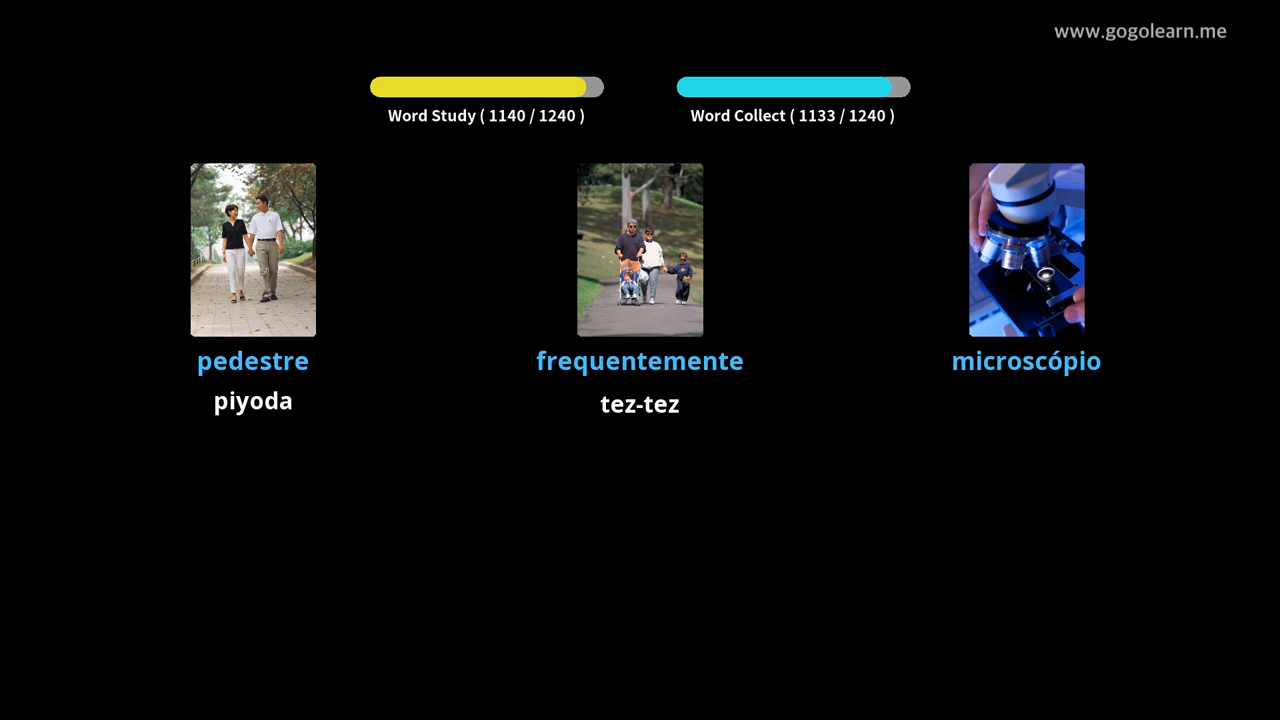 www.gogolearn.me
Word Study ( 1140 / 1240 )
Word Collect ( 1133 / 1240 )
pedestre
piyoda
frequentemente
tez-tez
microscópio